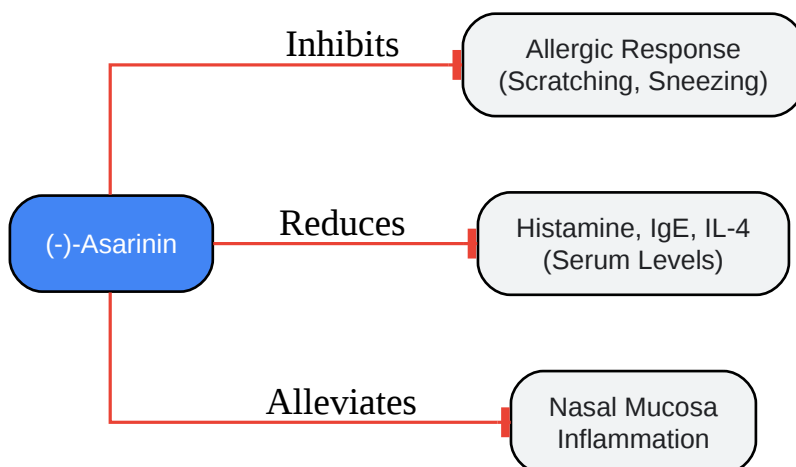 Inhibits
Allergic Response
(Scratching, Sneezing)
(-)-Asarinin
Reduces
Histamine, IgE, IL-4
(Serum Levels)
Alleviates
Nasal Mucosa
Inflammation